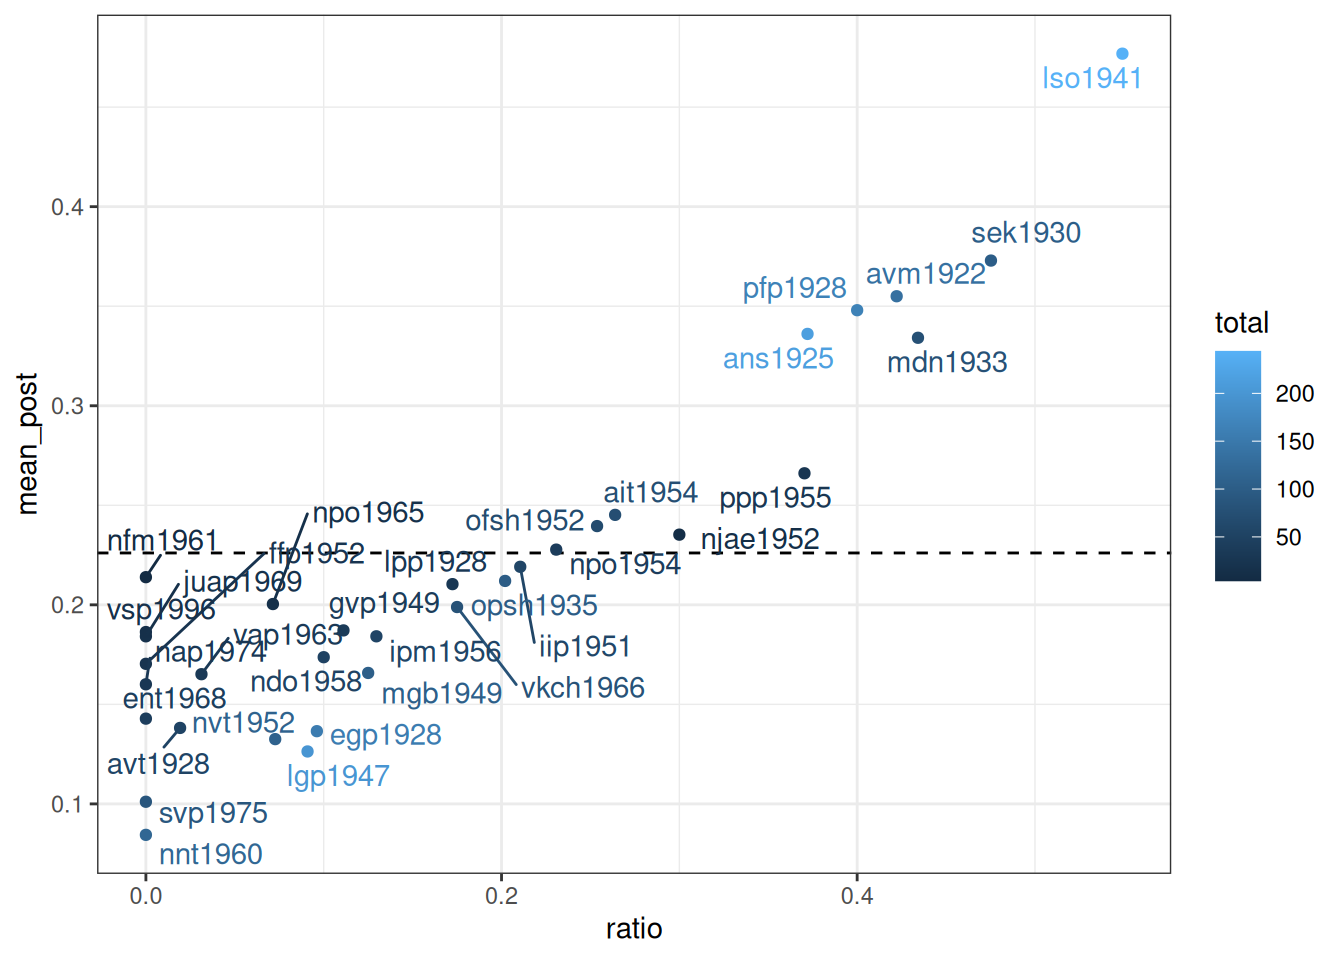 lso1941
0.4
sek1930
avm1922
pfp1928
ans1925
mdn1933
total
200
150
100
50
0.3
mean_post
ait1954
ppp1955
npo1965
ofsh1952
nfm1961
njae1952
ffp1952
lpp1928
npo1954
juap1969
0.2
vsp1996
gvp1949
opsh1935
vap1963
iip1951
nap1974
ipm1956
ndo1958
mgb1949
vkch1966
ent1968
nvt1952
egp1928
avt1928
lgp1947
0.1
svp1975
nnt1960
0.0
0.2
0.4
ratio